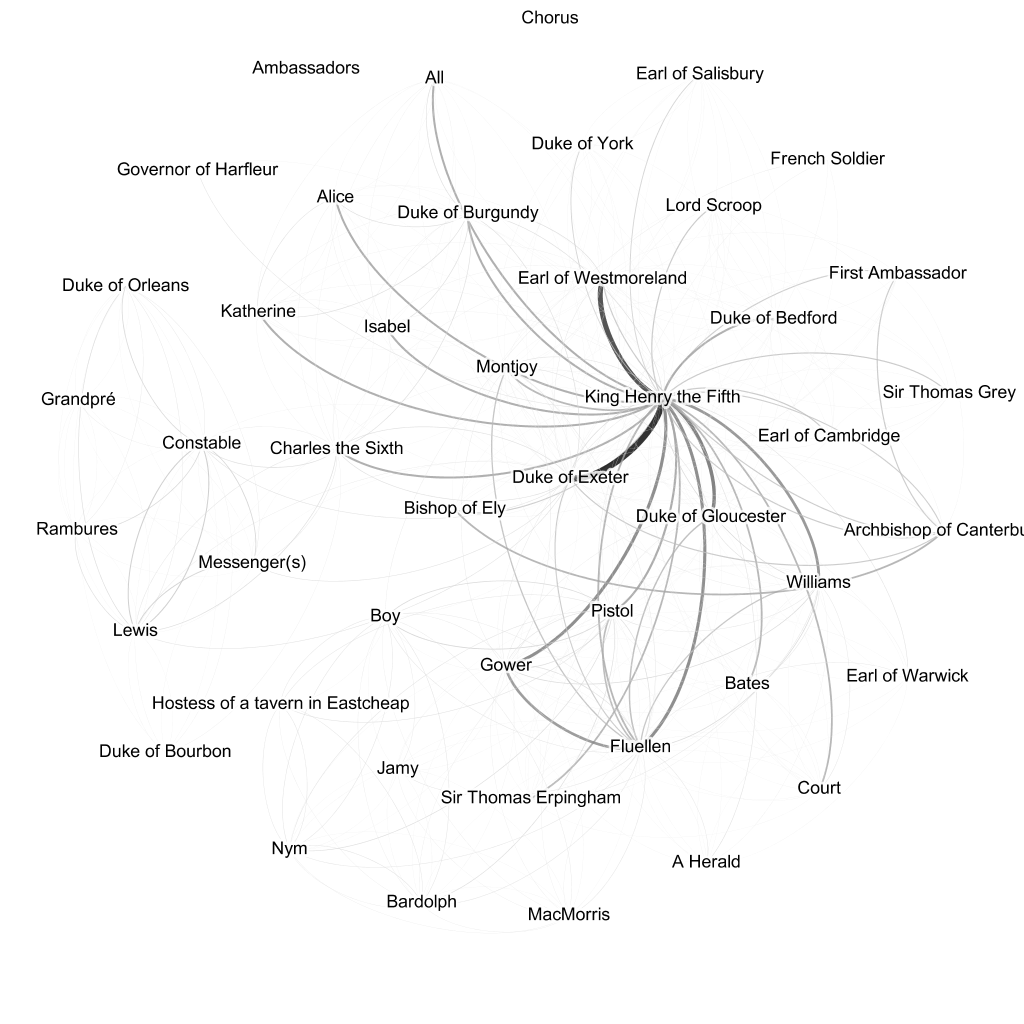 Chorus
Ambassadors
All
Earl of Salisbury
Duke of York
French Soldier
Governor of Harfleur
Alice
Lord Scroop
Duke of Burgundy
First Ambassador
Earl of Westmoreland
Duke of Orleans
Katherine
Duke of Bedford
Isabel
Montjoy
Sir Thomas Grey
King Henry the Fifth
Grandpré
Earl of Cambridge
Constable
Charles the Sixth
Duke of Exeter
Bishop of Ely
Duke of Gloucester
Rambures
Archbishop of Canterbu
Messenger(s)
Williams
Pistol
Boy
Lewis
Gower
Earl of Warwick
Bates
Hostess of a tavern in Eastcheap
Fluellen
Duke of Bourbon
Jamy
Court
Sir Thomas Erpingham
Nym
A Herald
Bardolph
MacMorris